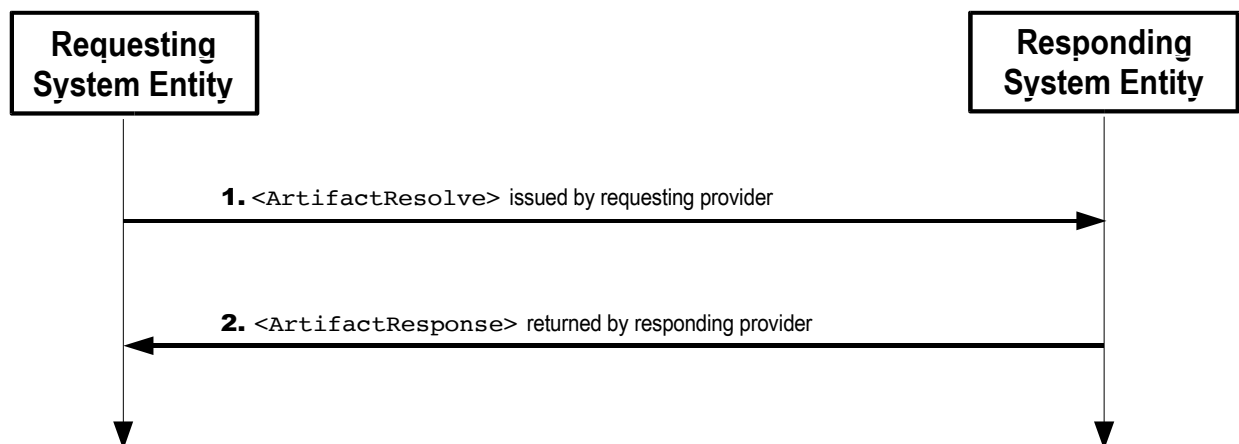 Requesting
System Entity
Responding
System Entity
1. <ArtifactResolve> issued by requesting provider
2. <ArtifactResponse> returned by responding provider